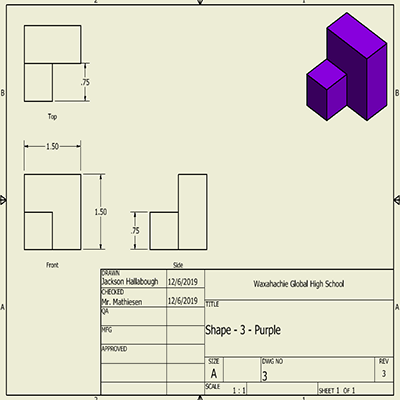 2 1
B B
.75
Top
1.50
1.50
.75
Front Side
A A
DRAWN
Jackson Hallabough 12/6/2019
CHECKED
Mr. Mathiesen 12/6/2019
QA
MFG
APPROVED
Waxahachie Global High School
TITLE
Shape - 3 - Purple
SIZE
A
DWG NO
3
REV
3
SCALE
1 : 1
SHEET 1 OF 1
2 1